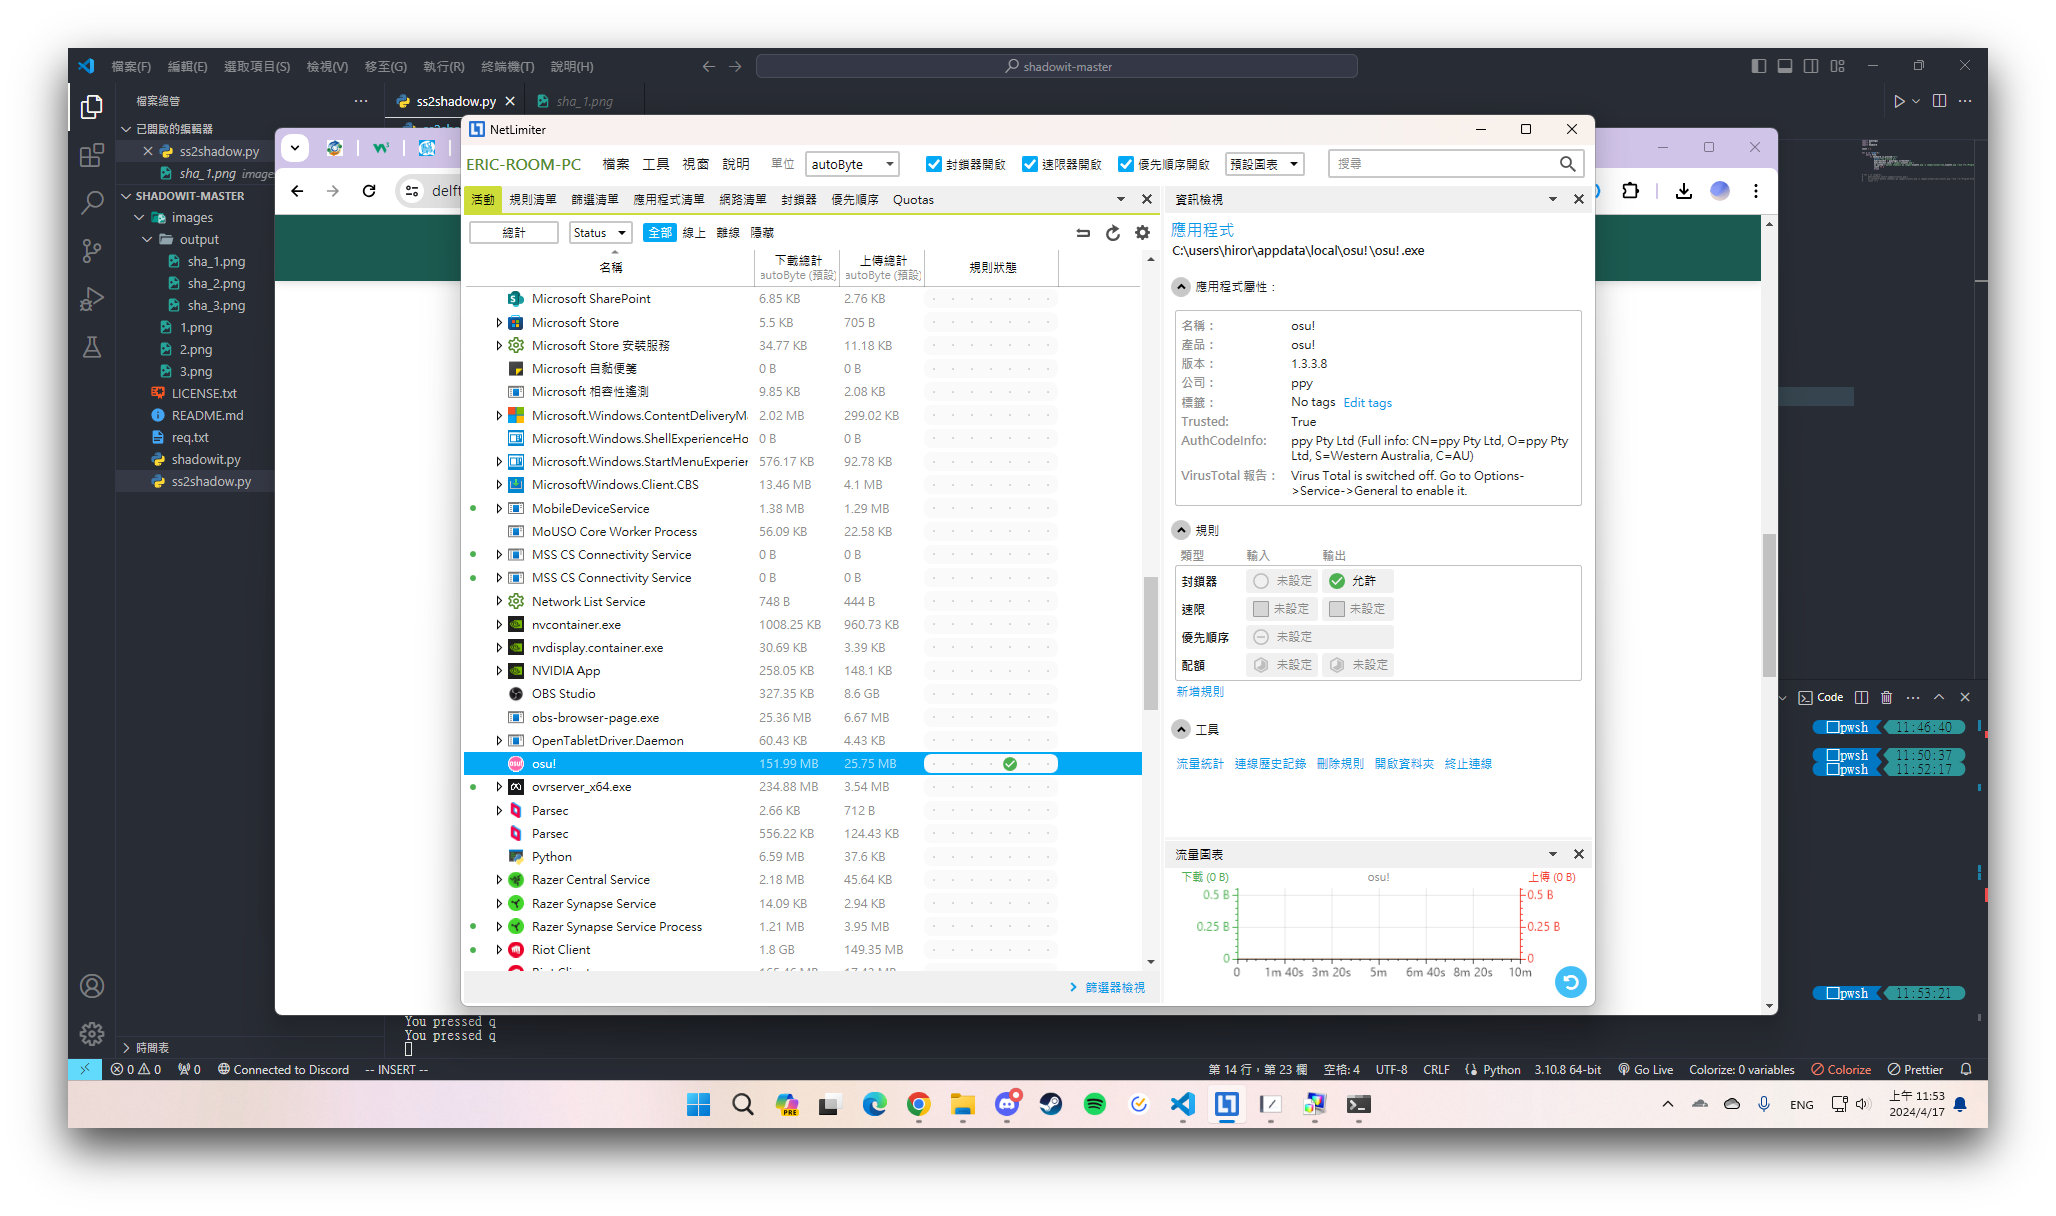 檔案(F) 編輯(E) 選取項目(S) 檢視(V) 移至(G) 執行(R) 終端機(T) 說明(H)
shadowit-master
檔案總管
ss2shadow.py
sha_1.png
已開啟的編輯器
ss2shadow.py
sha_1.png images
SHADOWIT-MASTER
images
output
sha_1.png
sha_2.png
sha_3.png
1.png
2.png
3.png
LICENSE.txt
README.md
req.txt
shadowit.py
ss2shadow.py
時間表
delft
NetLimiter
ERIC-ROOM-PC 檔案 工具 視窗 說明 單位 autoByte 封鎖器開啟 速限器開啟 優先順序開啟 預設圖表 搜尋
活動 規則清單 篩選清單 應用程式清單 網路清單 封鎖器 優先順序 Quotas
總計 Status 全部 線上 離線 隱藏
名稱 下載總計 上傳總計 規則狀態
autoByte (預設) autoByte (預設)
Microsoft SharePoint 6.85 KB 2.76 KB
Microsoft Store 5.5 KB 705 B
Microsoft Store 安裝服務 34.77 KB 11.18 KB
Microsoft 自黏便箋 0 B 0 B
Microsoft 相容性遙測 9.85 KB 2.08 KB
Microsoft.Windows.ContentDeliveryM 2.02 MB 299.02 KB
Microsoft.Windows.ShellExperienceHo 0 B 0 B
Microsoft.Windows.StartMenuExperier 576.17 KB 92.78 KB
MicrosoftWindows.Client.CBS 13.46 MB 4.1 MB
MobileDeviceService 1.38 MB 1.29 MB
MoUSO Core Worker Process 56.09 KB 22.58 KB
MSS CS Connectivity Service 0 B 0 B
MSS CS Connectivity Service 0 B 0 B
Network List Service 748 B 444 B
nvcontainer.exe 1008.25 KB 960.73 KB
nvdisplay.container.exe 30.69 KB 3.39 KB
NVIDIA App 258.05 KB 148.1 KB
OBS Studio 327.35 KB 8.6 GB
obs-browser-page.exe 25.36 MB 6.67 MB
OpenTabletDriver.Daemon 60.43 KB 4.43 KB
osu! 151.99 MB 25.75 MB
ovrserver_x64.exe 234.88 MB 3.54 MB
Parsec 2.66 KB 712 B
Parsec 556.22 KB 124.43 KB
Python 6.59 MB 37.6 KB
Razer Central Service 2.18 MB 45.64 KB
Razer Synapse Service 14.09 KB 2.94 KB
Razer Synapse Service Process 1.21 MB 3.95 MB
Riot Client 1.8 GB 149.35 MB
篩選器檢視
資訊檢視
應用程式
C:\users\hiror\appdata\local\osu!\osu!.exe
應用程式屬性：
名稱： osu!
產品： osu!
版本： 1.3.3.8
公司： ppy
標籤： No tags Edit tags
Trusted: True
AuthCodeInfo: ppy Pty Ltd (Full info: CN=ppy Pty Ltd, O=ppy Pty
Ltd, S=Western Australia, C=AU)
VirusTotal 報告： Virus Total is switched off. Go to Options-
>Service->General to enable it.
規則
類型 輸入 輸出
封鎖器 未設定 允許
速限 未設定 未設定
優先順序 未設定
配額 未設定 未設定
新增規則
工具
流量統計 連線歷史記錄 刪除規則 開啟資料夾 終止連線
流量圖表
下載 (0 B) osu! 上傳 (0 B)
0.5 B 0.5 B
0.25 B 0.25 B
0 0
0 1m 40s 3m 20s 5m 6m 40s 8m 20s 10m
Code
pwsh 11:46:40
pwsh 11:50:37
pwsh 11:52:17
pwsh 11:53:21
You pressed q
You pressed q
0 0 0 Connected to Discord -- INSERT -- 第 14 行，第 23 欄 空格: 4 UTF-8 CRLF Python 3.10.8 64-bit Go Live Colorize: 0 variables Colorize Prettier
PRE
ENG
上午 11:53
2024/4/17